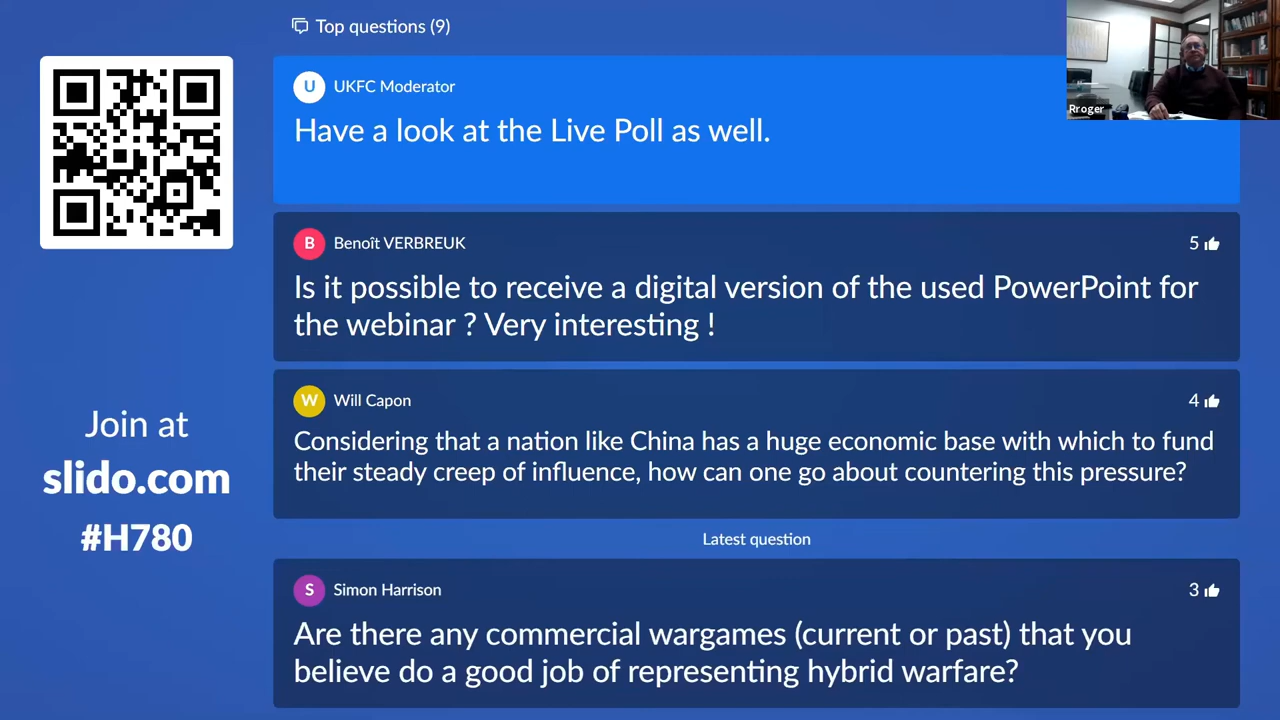 Top questions (9)
Rroger
U
UKFC Moderator
Have a look at the Live Poll as well.
B
Benoît VERBREUK
5
Is it possible to receive a digital version of the used PowerPoint for
the webinar ? Very interesting !
W
Will Capon
4
Considering that a nation like China has a huge economic base with which to fund
their steady creep of influence, how can one go about countering this pressure?
Join at
slido.com
#H780
Latest question
S
Simon Harrison
3
Are there any commercial wargames (current or past) that you
believe do a good job of representing hybrid warfare?